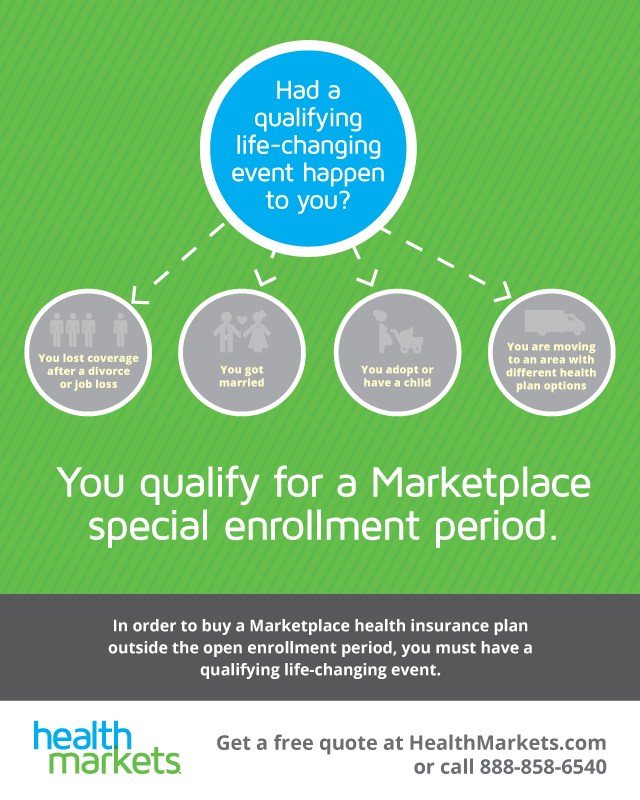 Had a
qualifying
life-changing
event happen
to you?
You lost coverage
after a divorce
or job loss
You got
married
You adopt or
have a child
You are moving
to an area with
different health
plan options
You qualify for a Marketplace
special enrollment period.
In order to buy a Marketplace health insurance plan
outside the open enrollment period, you must have a
qualifying life-changing event.
health
markets.
Get a free quote at HealthMarkets.com
or call 888-858-6540